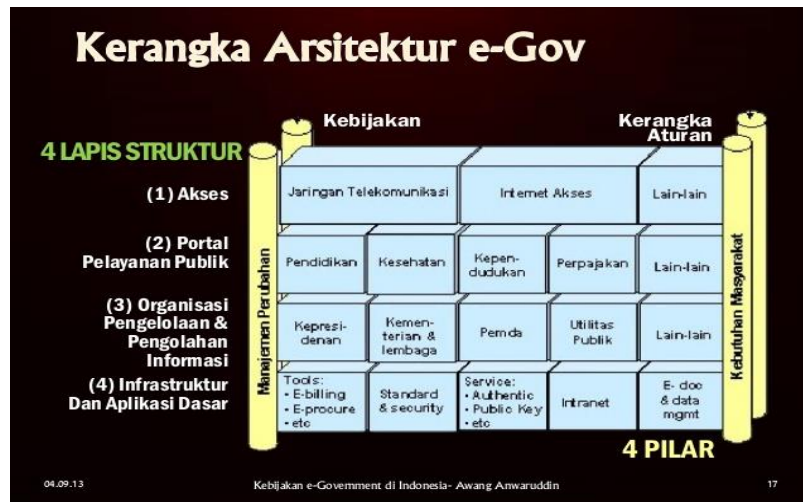 Kerangka Arsitektur e-Gov
Kebijakan
Kerangka
Aturan
4 LAPIS STRUKTUR
(1) Akses
Jaringan Telekomunikasi
Internet Akses
Lain-lain
(2) Portal
Pelayanan Publik
Pendidikan
Kesehatan
Kepen-
dudukan
Perpajakan
Lain-lain
(3) Organisasi
Pengelolaan &
Pengolahan
Informasi
Kepresi-
denan
Kemen-
terian &
lembaga
Pemda
Utilitas
Publik
Lain-lain
(4) Infrastruktur
Dan Aplikasi Dasar
Tools:
• E-billing
• E-procure
• etc
Standard
& security
Service:
• Authentic
• Public Key
• etc
Intranet
E- doc
& data
mgmt
Manajemen Perubahan
Kebutuhan Masyarakat
4 PILAR
04.09.13
Kebijakan e-Government di Indonesia- Awang Anwaruddin
17